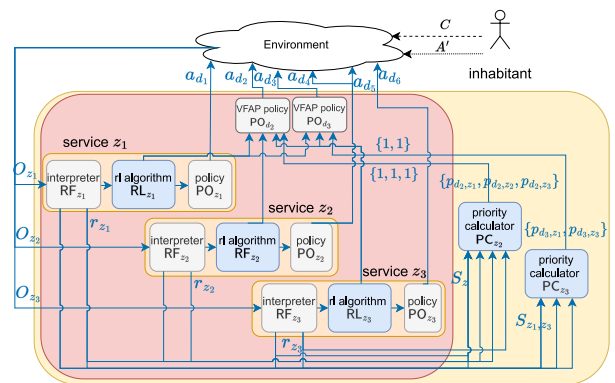 C
A′
Environment
inhabitant
a_{d_1}
a_{d_2}
a_{d_3}
a_{d_4}
a_{d_5}
a_{d_6}
VFAP policy
PO_{d_2}
VFAP policy
PO_{d_3}
service z_1
{1, 1}
{1, 1, 1}
O_{z_1}
interpreter
RF_{z_1}
rl algorithm
RL_{z_1}
policy
PO_{z_1}
{p_{d_2,z_1}, p_{d_2,z_2}, p_{d_2,z_3}}
r_{z_1}
service z_2
{p_{d_3,z_1}, p_{d_3,z_3}}
O_{z_2}
interpreter
RF_{z_2}
rl algorithm
RF_{z_2}
policy
PO_{z_2}
priority
calculator
PC_{z_2}
r_{z_2}
service z_3
S_z
priority
calculator
PC_{z_3}
O_{z_3}
interpreter
RF_{z_3}
rl algorithm
RL_{z_3}
policy
PO_{z_3}
r_{z_3}
S_{z_1,z_3}